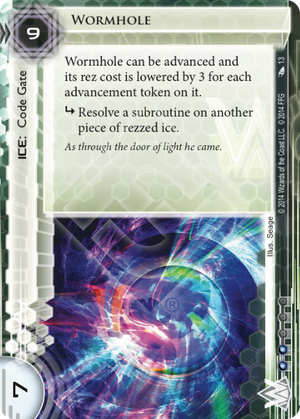 9
WORMHOLE
ICE: Code Gate
Wormhole can be advanced and
its rez cost is lowered by 3 for each
advancement token on it.
Resolve a subroutine on another
piece of rezzed ice.
As through the door of light he came.
13
© 2014 Wizards of the Coast LLC. © 2014 FFG
Illus. Seage
®
7